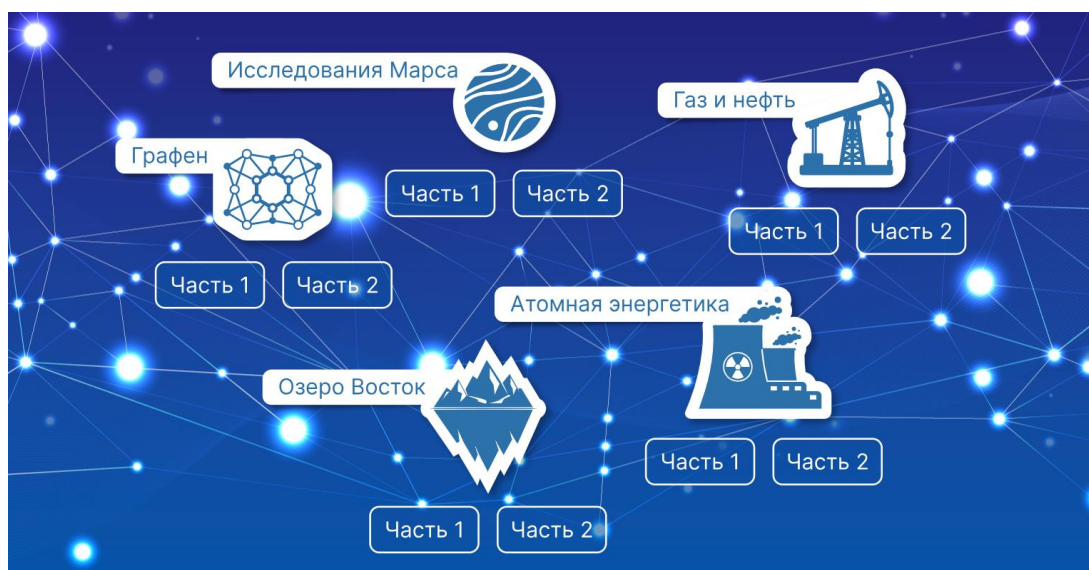 Исследования Марса
Часть 1
Часть 2
Газ и нефть
Часть 1
Часть 2
Графен
Часть 1
Часть 2
Атомная энергетика
Часть 1
Часть 2
Озеро Восток
Часть 1
Часть 2